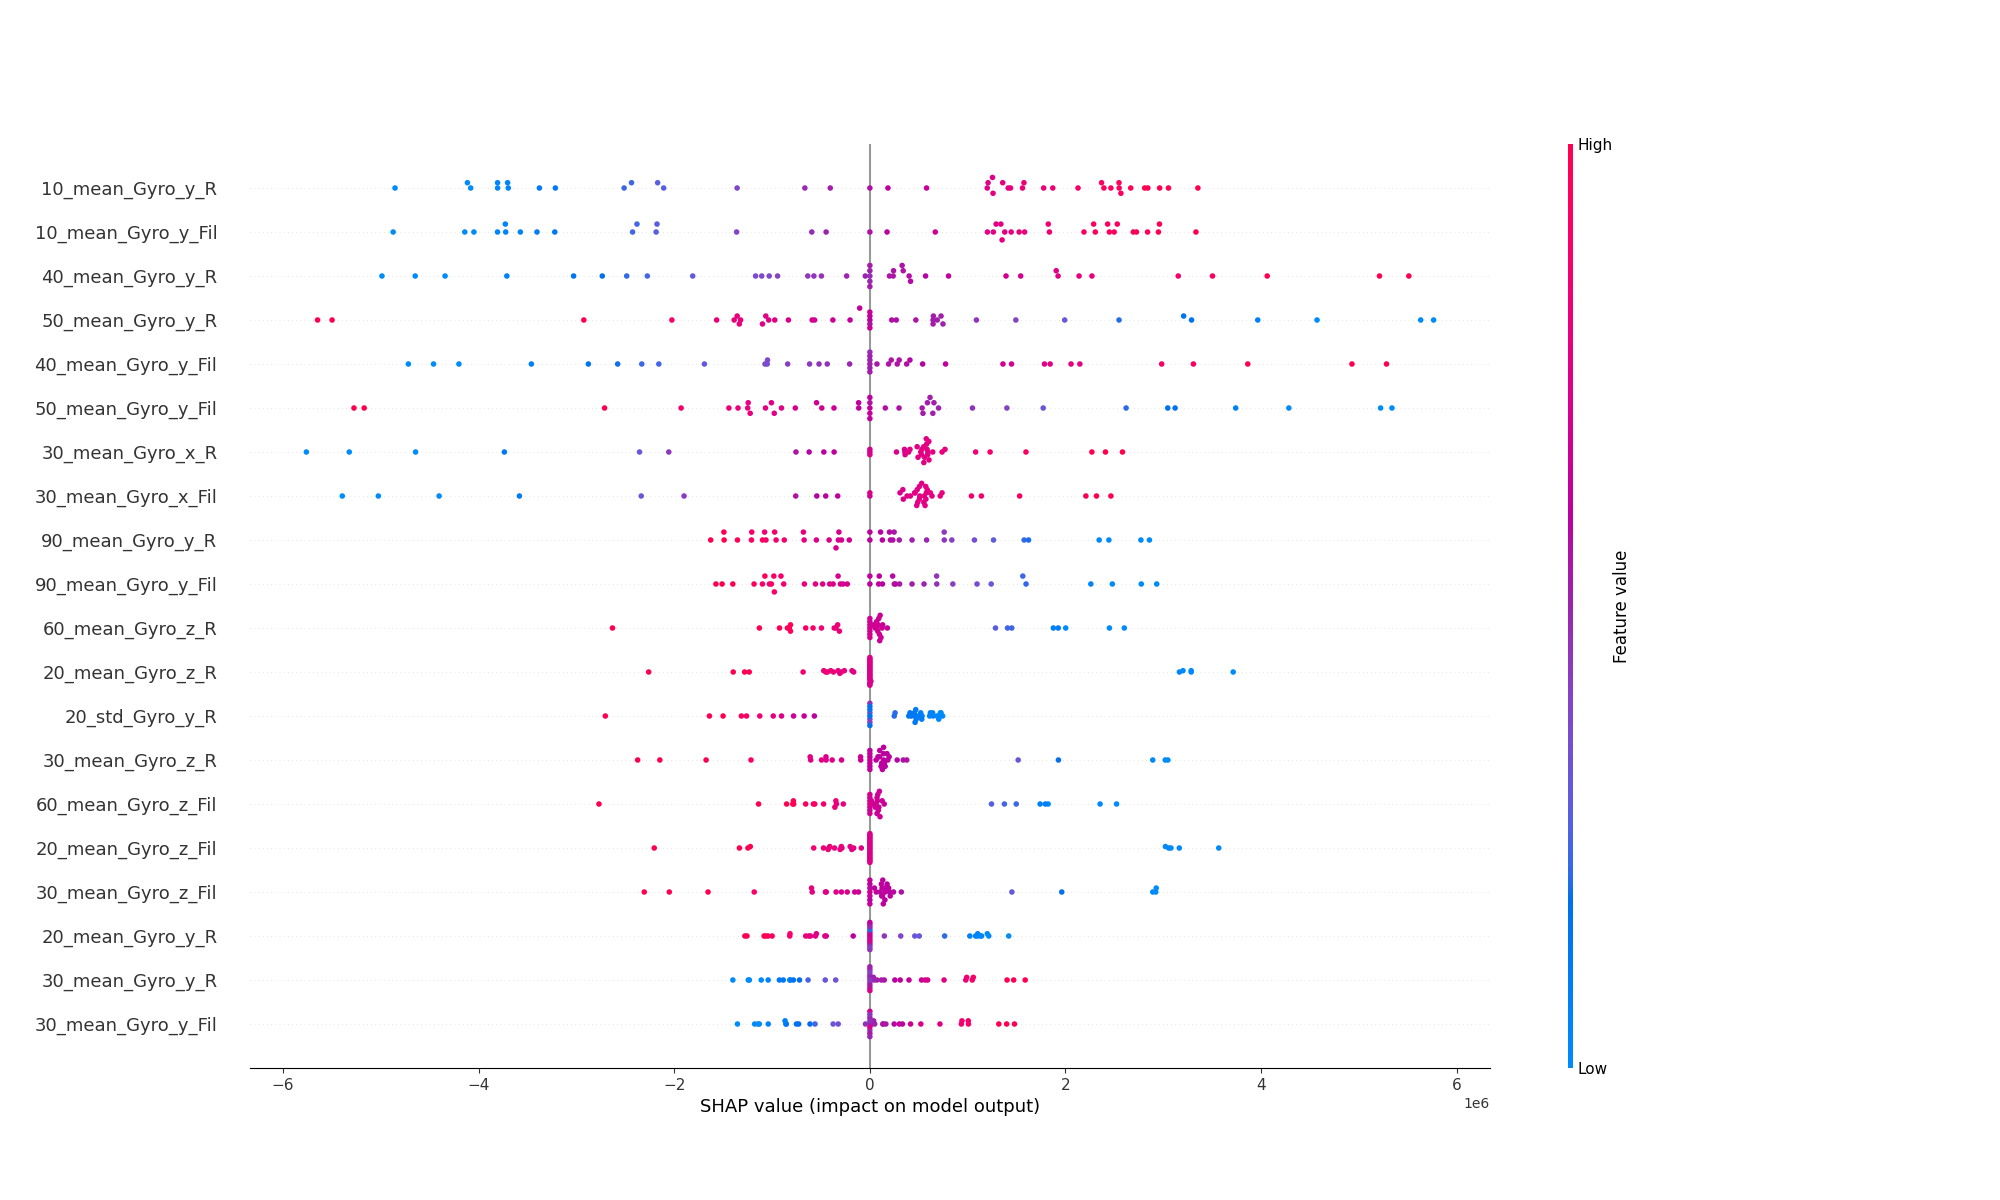 High
10_mean_Gyro_y_R
10_mean_Gyro_y_Fil
40_mean_Gyro_y_R
50_mean_Gyro_y_R
40_mean_Gyro_y_Fil
50_mean_Gyro_y_Fil
30_mean_Gyro_x_R
30_mean_Gyro_x_Fil
90_mean_Gyro_y_R
90_mean_Gyro_y_Fil
60_mean_Gyro_z_R
20_mean_Gyro_z_R
20_std_Gyro_y_R
30_mean_Gyro_z_R
60_mean_Gyro_z_Fil
20_mean_Gyro_z_Fil
30_mean_Gyro_z_Fil
20_mean_Gyro_y_R
30_mean_Gyro_y_R
30_mean_Gyro_y_Fil
Feature value
Low
−6 −4 −2 0 2 4 6
1e6
SHAP value (impact on model output)